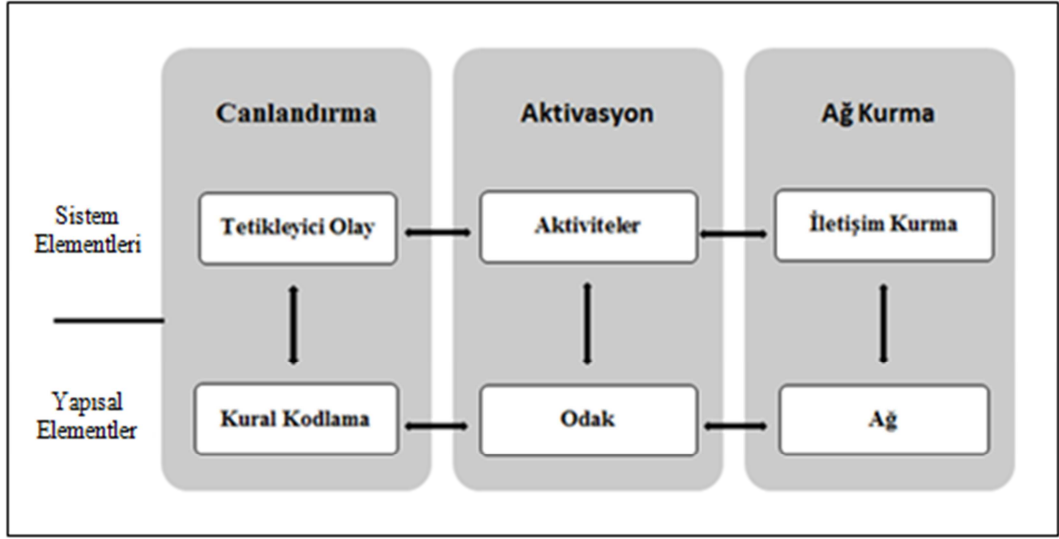 Canlandırma
Aktivasyon
Ağ Kurma
Sistem
Elementleri
Tetikleyici Olay
Aktiviteler
İletişim Kurma
Yapısal
Elementler
Kural Kodlama
Odak
Ağ